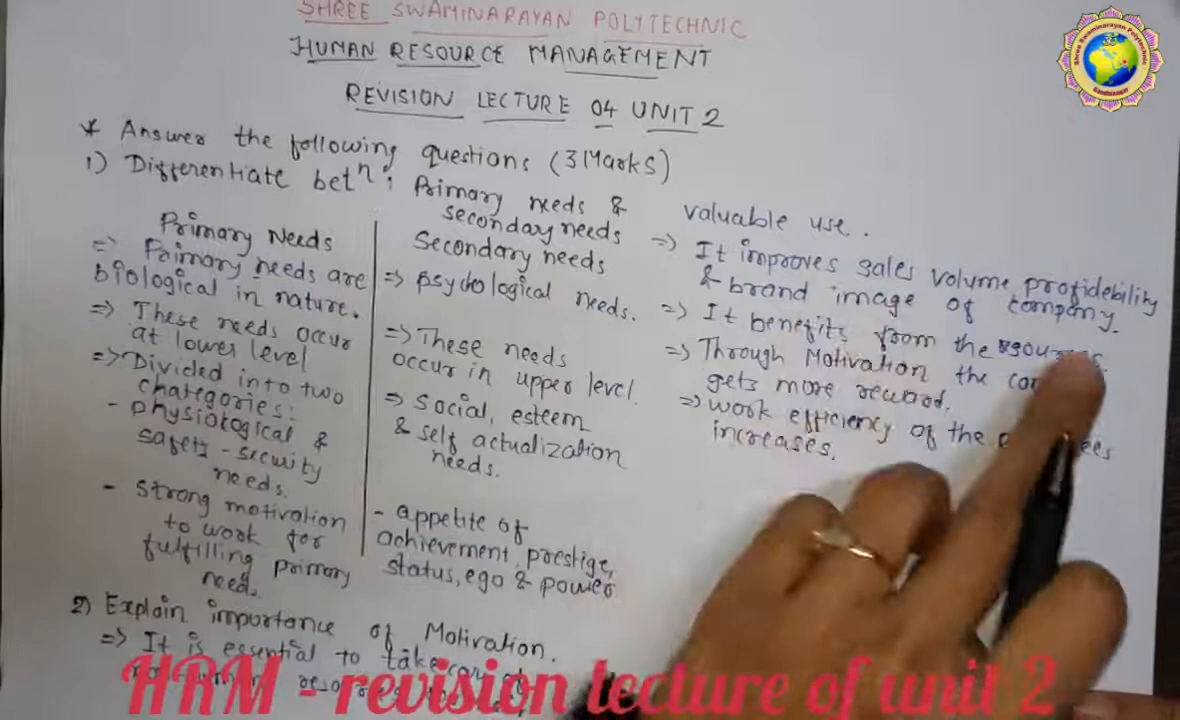 SHREE SWAMINARAYAN POLYTECHNIC
HUMAN RESOURCE MANAGEMENT
REVISION LECTURE 04 UNIT 2
* Answer the following questions (3 Marks)
1) Differentiate betn : Primary needs &
secondary needs
Primary Needs
=> Primary needs are
biological in nature.
=> These needs occur
at lower level
=> Divided into two
chategories:
- physiological &
safety - security
needs.
- Strong motivation
to work for
fulfilling primary
need.
Secondary needs
=> psychological needs.
=> These needs
occur in upper level.
=> social, esteem
& self actualization
needs.
- appetite of
achievement, prestige,
status, ego & power
2) Explain importance of Motivation.
=> It is essential to take
valuable use.
=> It improves sales volume profidebility
& brand image of company.
=> It benefits from the
=> Through Motivation the
gets more reward.
=> work efficiency of the
increases.
HRM - revision lecture of unit 2
Shree Swaminarayan Polytechnic
Gandhinagar